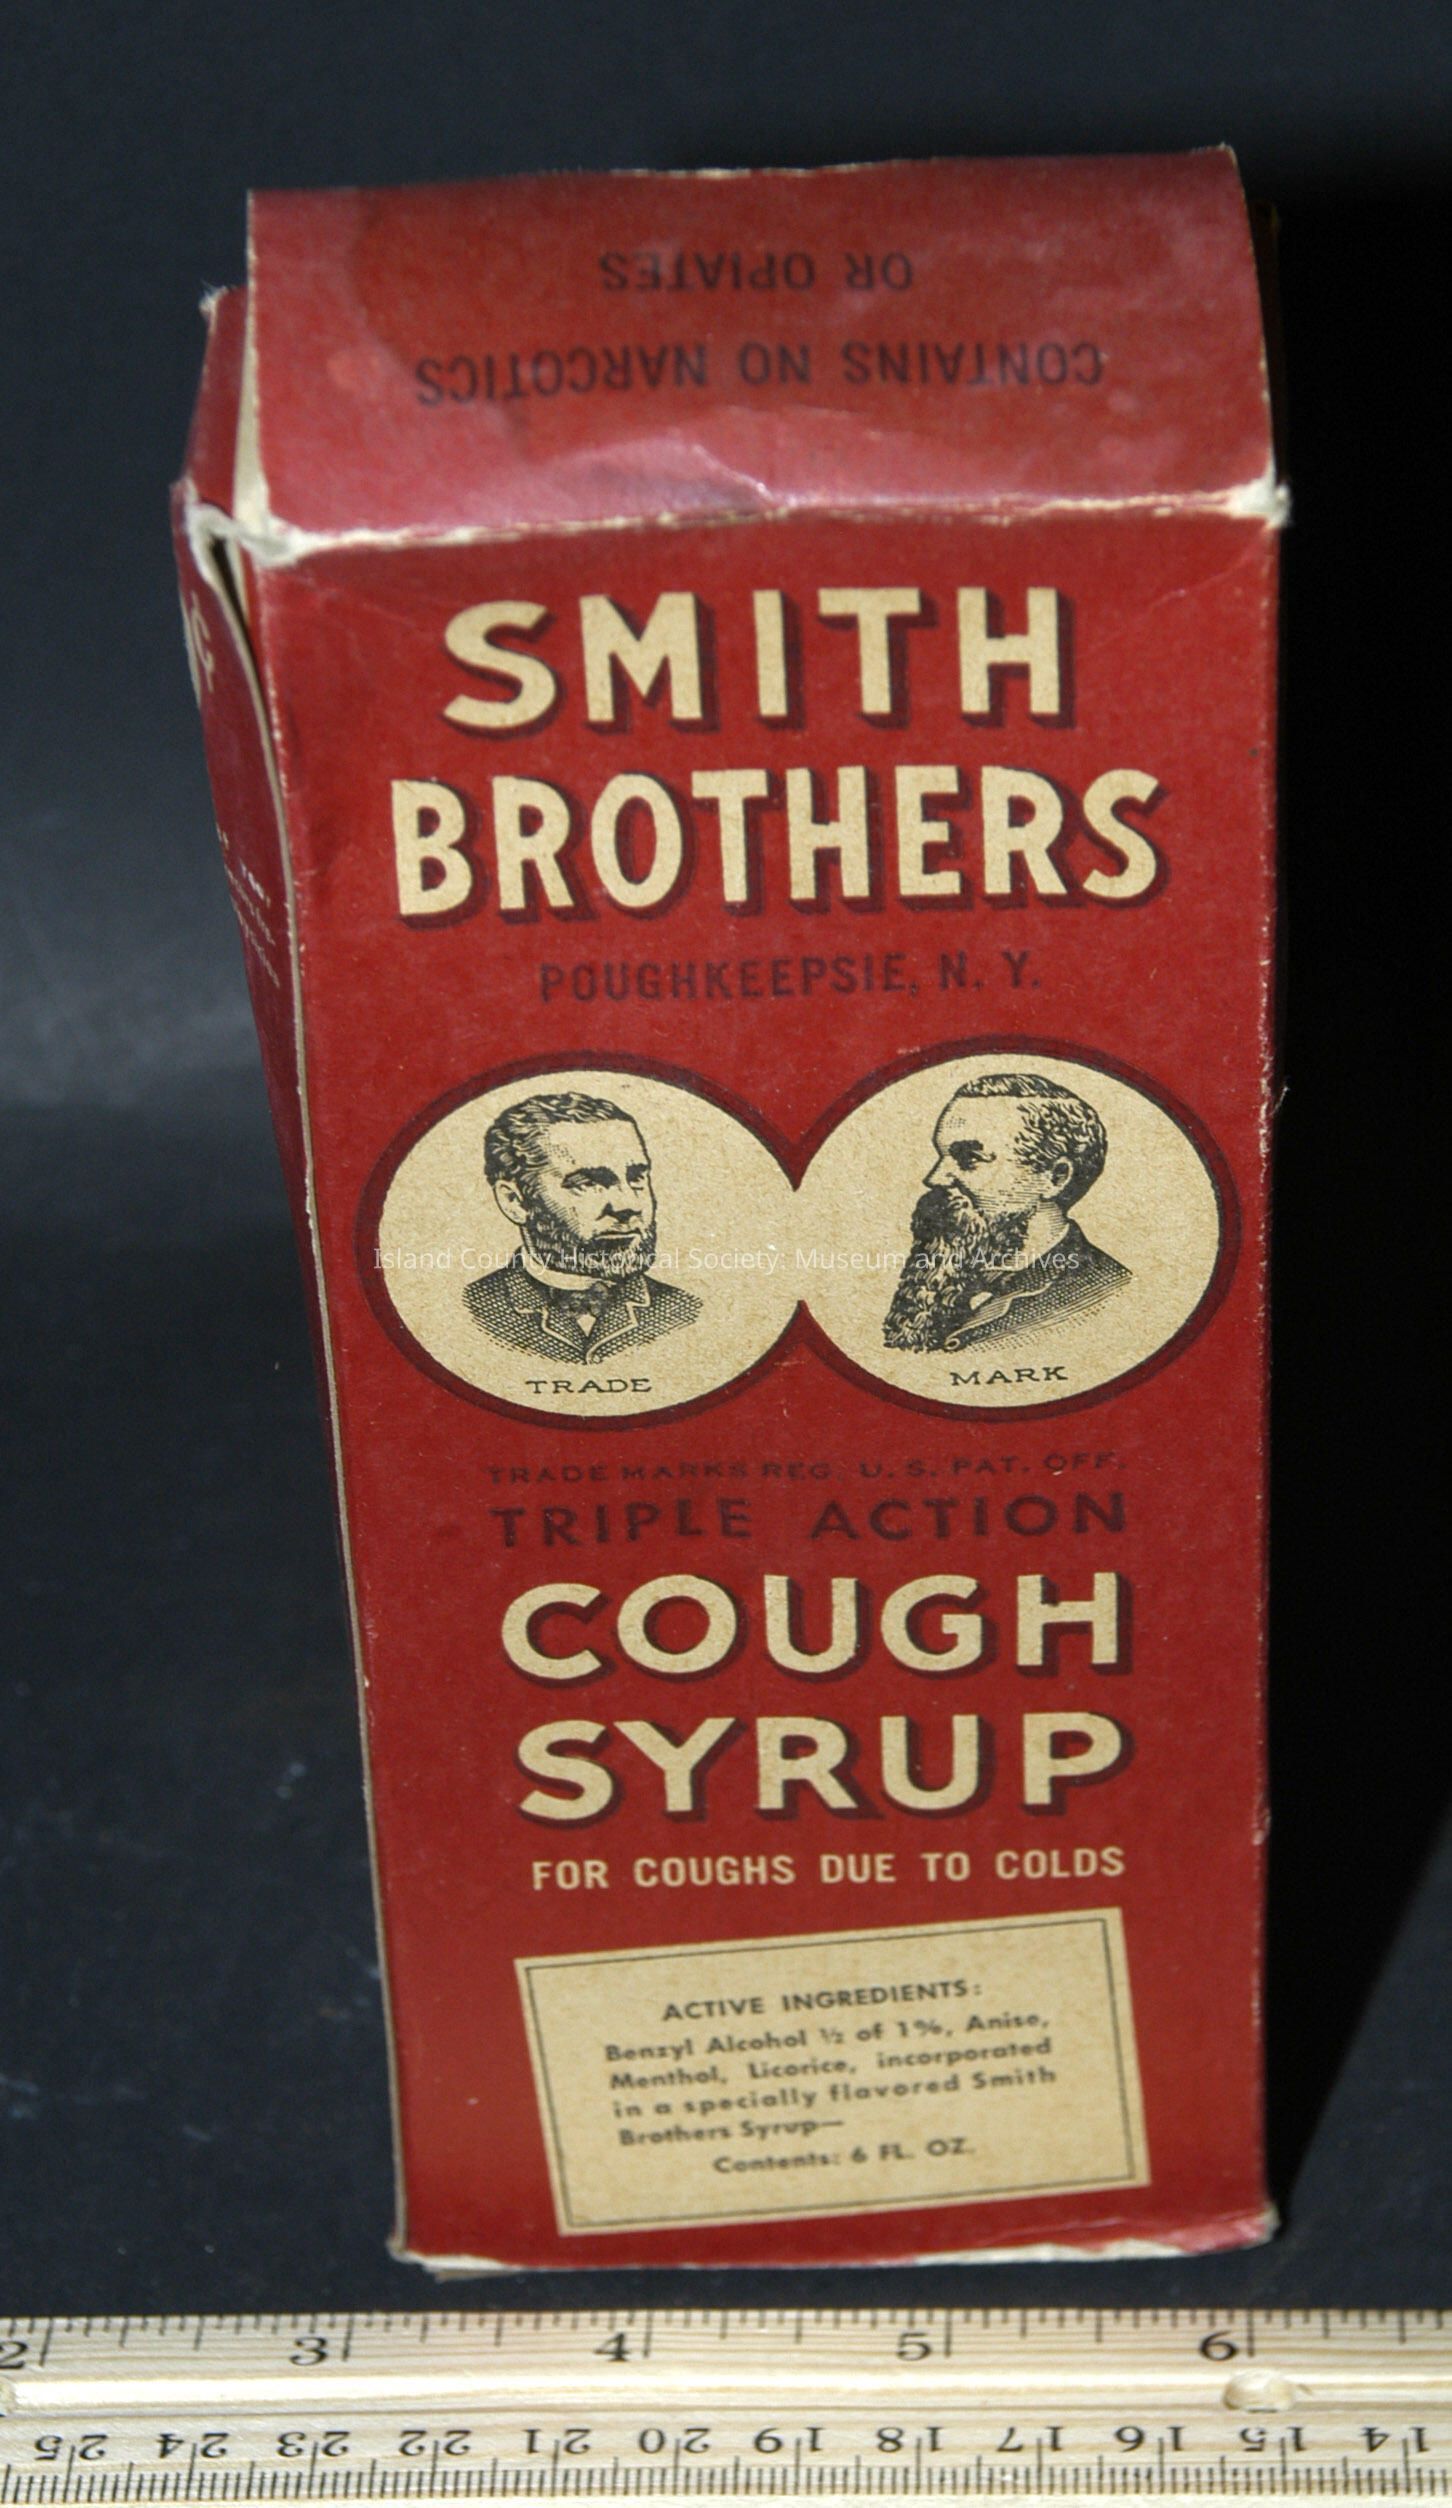 CONTAINS NO NARCOTICS
OR OPIATES
SMITH
BROTHERS
POUGHKEEPSIE, N. Y.
Island County Historical Society: Museum and Archives
TRADE MARK
TRADE MARKS REG. U. S. PAT. OFF.
TRIPLE ACTION
COUGH
SYRUP
FOR COUGHS DUE TO COLDS
ACTIVE INGREDIENTS:
Benzyl Alcohol ½ of 1%, Anise,
Menthol, Licorice, incorporated
in a specially flavored Smith
Brothers Syrup—
Contents: 6 FL. OZ.
2 3 4 5 6
25 24 23 22 21 20 19 18 17 16 15 14